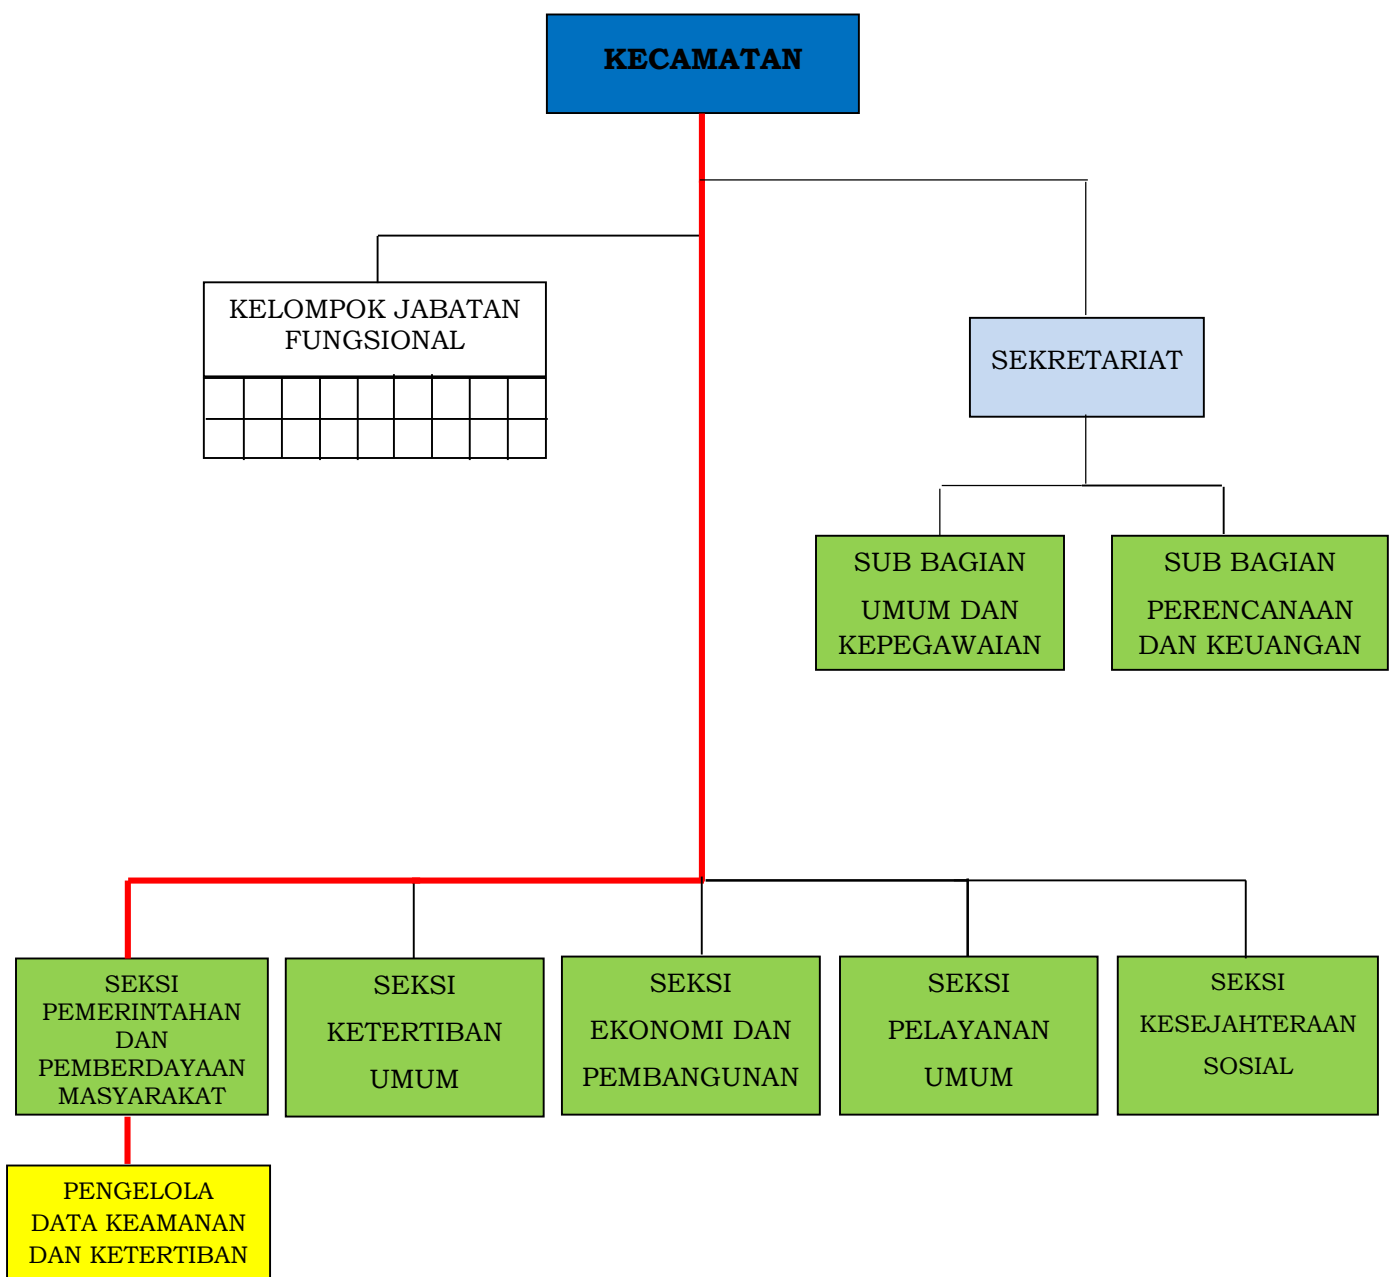 KECAMATAN
KELOMPOK JABATAN
FUNGSIONAL
SEKRETARIAT
SUB BAGIAN
UMUM DAN
KEPEGAWAIAN
SUB BAGIAN
PERENCANAAN
DAN KEUANGAN
SEKSI
PEMERINTAHAN
DAN
PEMBERDAYAAN
MASYARAKAT
SEKSI
KETERTIBAN
UMUM
SEKSI
EKONOMI DAN
PEMBANGUNAN
SEKSI
PELAYANAN
UMUM
SEKSI
KESEJAHTERAAN
SOSIAL
PENGELOLA
DATA KEAMANAN
DAN KETERTIBAN